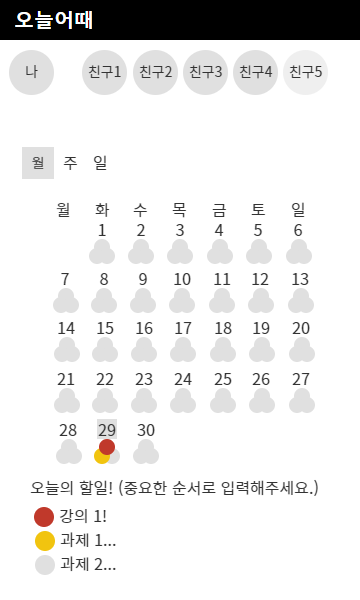 오늘어때
나 친구1 친구2 친구3 친구4 친구5
월 주 일
월 화 수 목 금 토 일
1 2 3 4 5 6
7 8 9 10 11 12 13
14 15 16 17 18 19 20
21 22 23 24 25 26 27
28 29 30
오늘의 할일! (중요한 순서로 입력해주세요.)
강의 1!
과제 1...
과제 2...